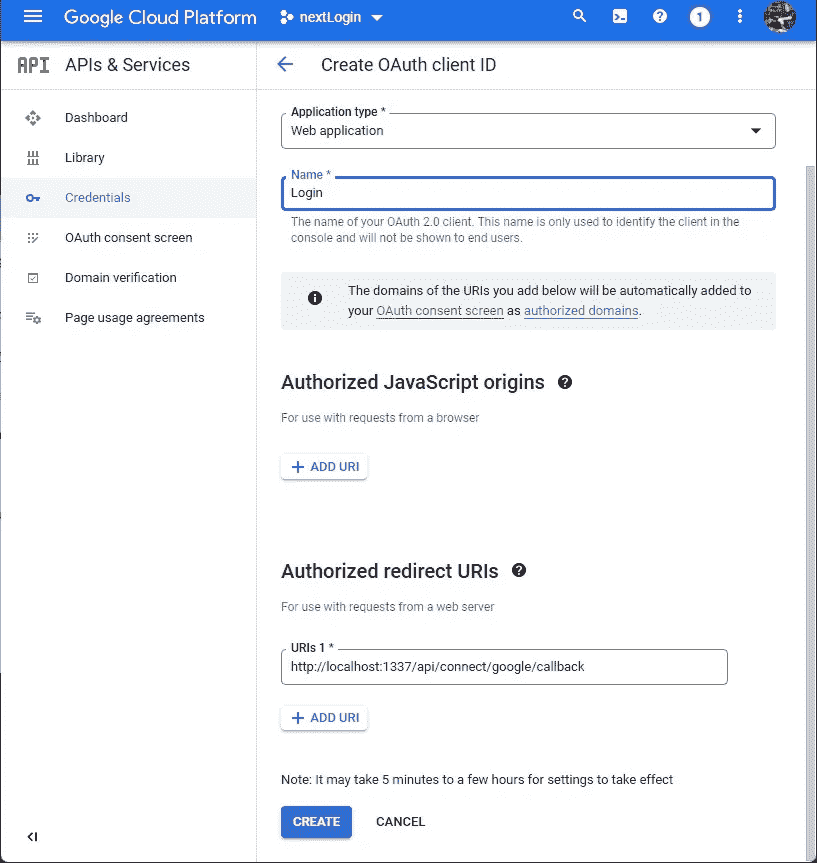 Google Cloud Platform
nextLogin
1
API APIs & Services
Create OAuth client ID
Dashboard
Library
Credentials
OAuth consent screen
Domain verification
Page usage agreements
Application type *
Web application
Name *
Login
The name of your OAuth 2.0 client. This name is only used to identify the client in the
console and will not be shown to end users.
The domains of the URIs you add below will be automatically added to
your OAuth consent screen as authorized domains.
Authorized JavaScript origins
For use with requests from a browser
+ ADD URI
Authorized redirect URIs
For use with requests from a web server
URIs 1 *
http://localhost:1337/api/connect/google/callback
+ ADD URI
Note: It may take 5 minutes to a few hours for settings to take effect
CREATE
CANCEL